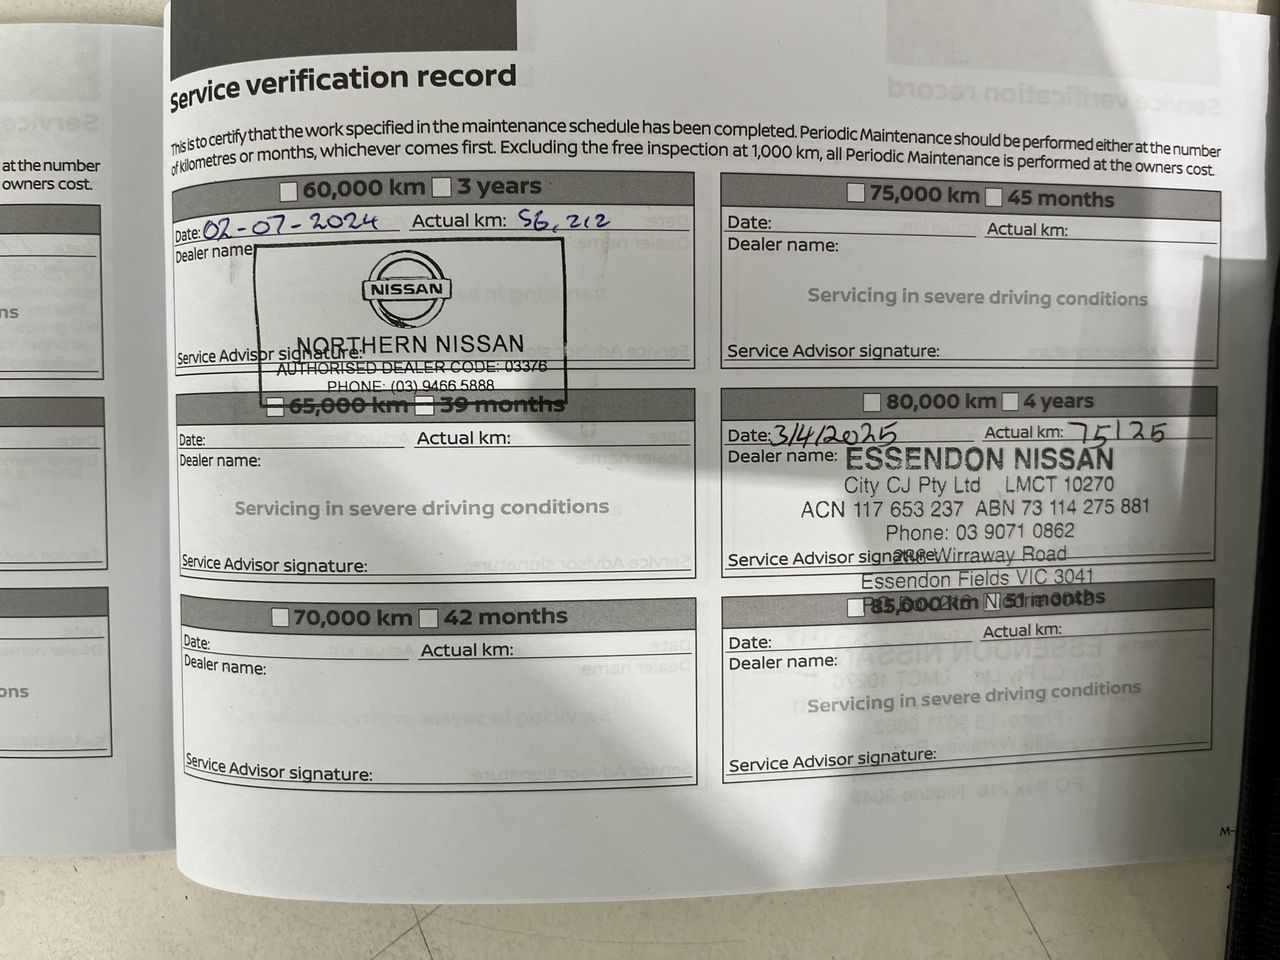 Service verification record
This is to certify that the work specified in the maintenance schedule has been completed. Periodic Maintenance should be performed either at the number
of kilometres or months, whichever comes first. Excluding the free inspection at 1,000 km, all Periodic Maintenance is performed at the owners cost.
at the number
owners cost.
ns
ons
60,000 km 3 years
Date: 02-07-2024 Actual km: 56,212
Dealer name:
NISSAN
NORTHERN NISSAN
Service Advisor signature:
AUTHORISED DEALER CODE: 03376
PHONE: (03) 9466 5888
65,000 km 39 months
Date: Actual km:
Dealer name:
Servicing in severe driving conditions
Service Advisor signature:
70,000 km 42 months
Date: Actual km:
Dealer name:
Service Advisor signature:
75,000 km 45 months
Date: Actual km:
Dealer name:
Servicing in severe driving conditions
Service Advisor signature:
80,000 km 4 years
Date: 3/4/2025 Actual km: 75125
Dealer name: ESSENDON NISSAN
City CJ Pty Ltd LMCT 10270
ACN 117 653 237 ABN 73 114 275 881
Phone: 03 9071 0862
Service Advisor signature:
Wirraway Road
Essendon Fields VIC 3041
85,000 km 51 months
Date: Actual km:
Dealer name:
Servicing in severe driving conditions
Service Advisor signature:
M-